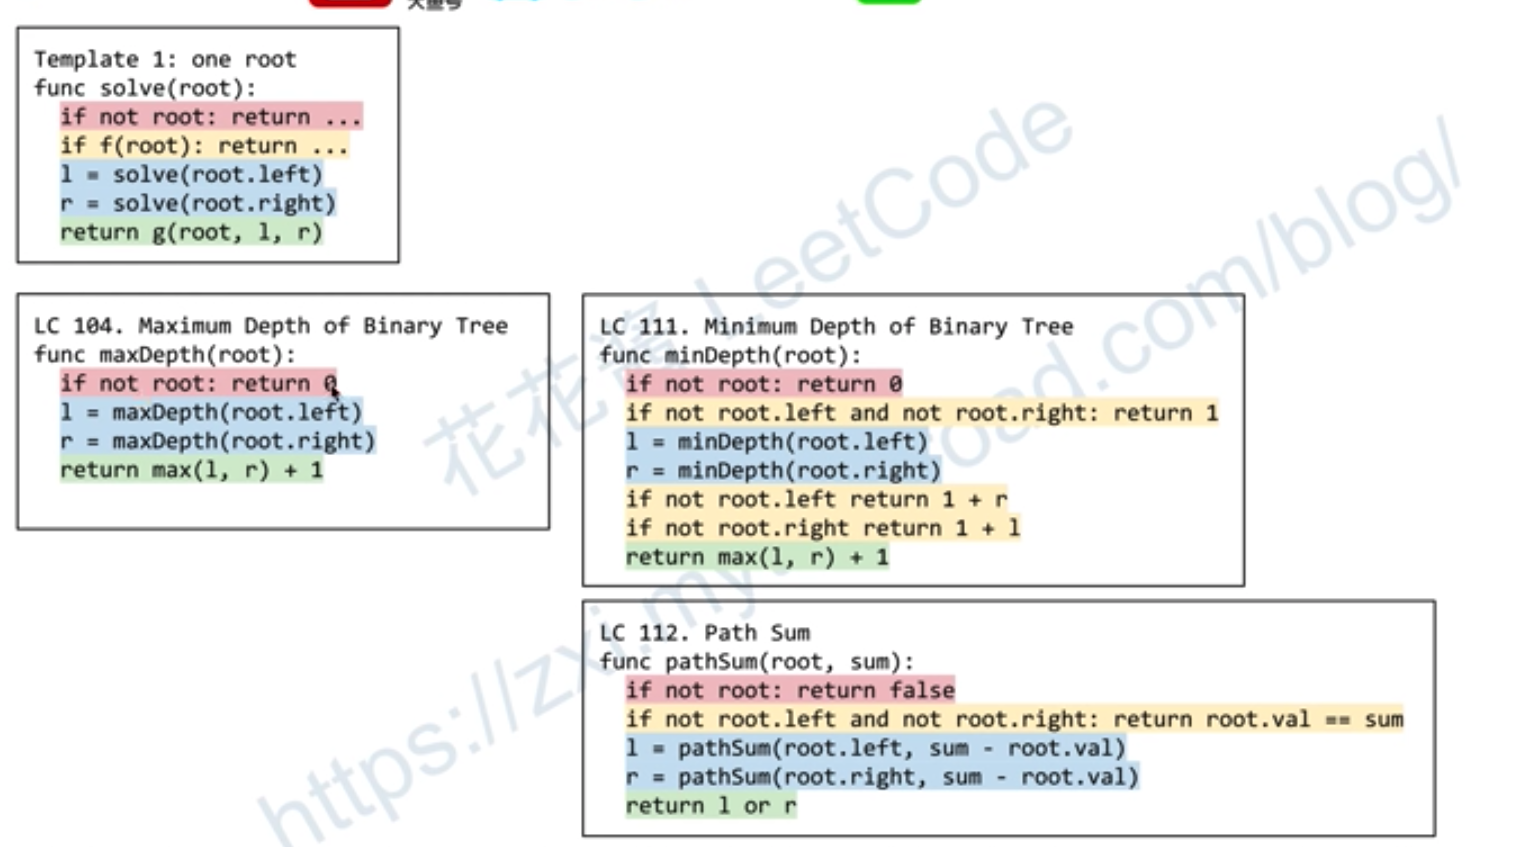 大鱼号
Template 1: one root
func solve(root):
if not root: return ...
if f(root): return ...
l = solve(root.left)
r = solve(root.right)
return g(root, l, r)
LC 104. Maximum Depth of Binary Tree
func maxDepth(root):
if not root: return 0
l = maxDepth(root.left)
r = maxDepth(root.right)
return max(l, r) + 1
LC 111. Minimum Depth of Binary Tree
func minDepth(root):
if not root: return 0
if not root.left and not root.right: return 1
l = minDepth(root.left)
r = minDepth(root.right)
if not root.left return 1 + r
if not root.right return 1 + l
return max(l, r) + 1
LC 112. Path Sum
func pathSum(root, sum):
if not root: return false
if not root.left and not root.right: return root.val == sum
l = pathSum(root.left, sum - root.val)
r = pathSum(root.right, sum - root.val)
return l or r
花花酱 LeetCode